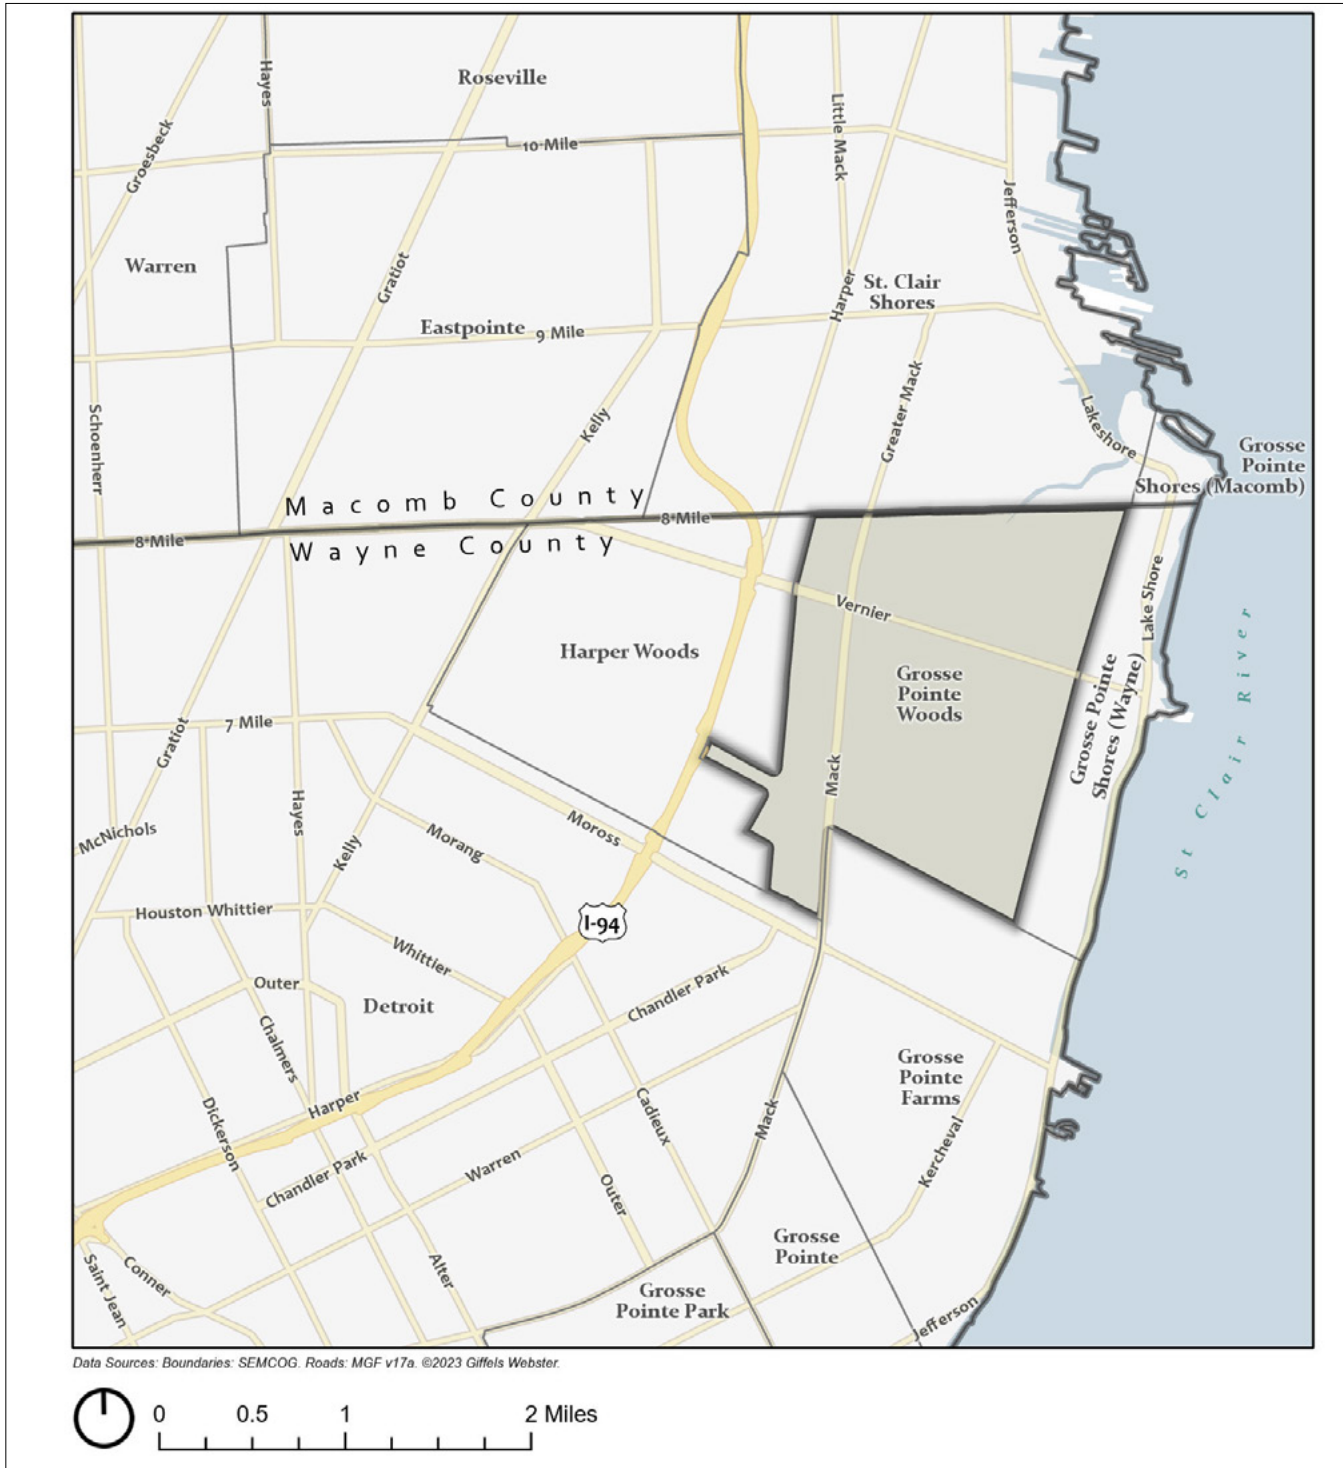 Roseville
Hayes
Little Mack
Groesbeck
10 Mile
Jefferson
Warren
Gratiot
Harper
St. Clair
Shores
Eastpointe
9 Mile
Greater Mack
Schoenherr
Kelly
Lakeshore
Grosse
Pointe
Shores (Macomb)
Macomb County
8 Mile
8 Mile
Wayne County
Lake Shore
Vernier
Harper Woods
Grosse
Pointe
Woods
Grosse Pointe
Shores (Wayne)
St Clair River
7 Mile
Gratiot
Mack
Hayes
McNichols
Kelly
Morang
Moross
Houston Whittier
I-94
Whittier
Outer
Detroit
Chandler Park
Chalmers
Grosse
Pointe
Farms
Harper
Dickerson
Cadieux
Mack
Kercheval
Chandler Park
Warren
Outer
Grosse
Pointe
Saint Jean
Conner
Alter
Grosse
Pointe Park
Jefferson
Data Sources: Boundaries: SEMCOG. Roads: MGF v17a. ©2023 Giffels Webster.
0 0.5 1 2 Miles